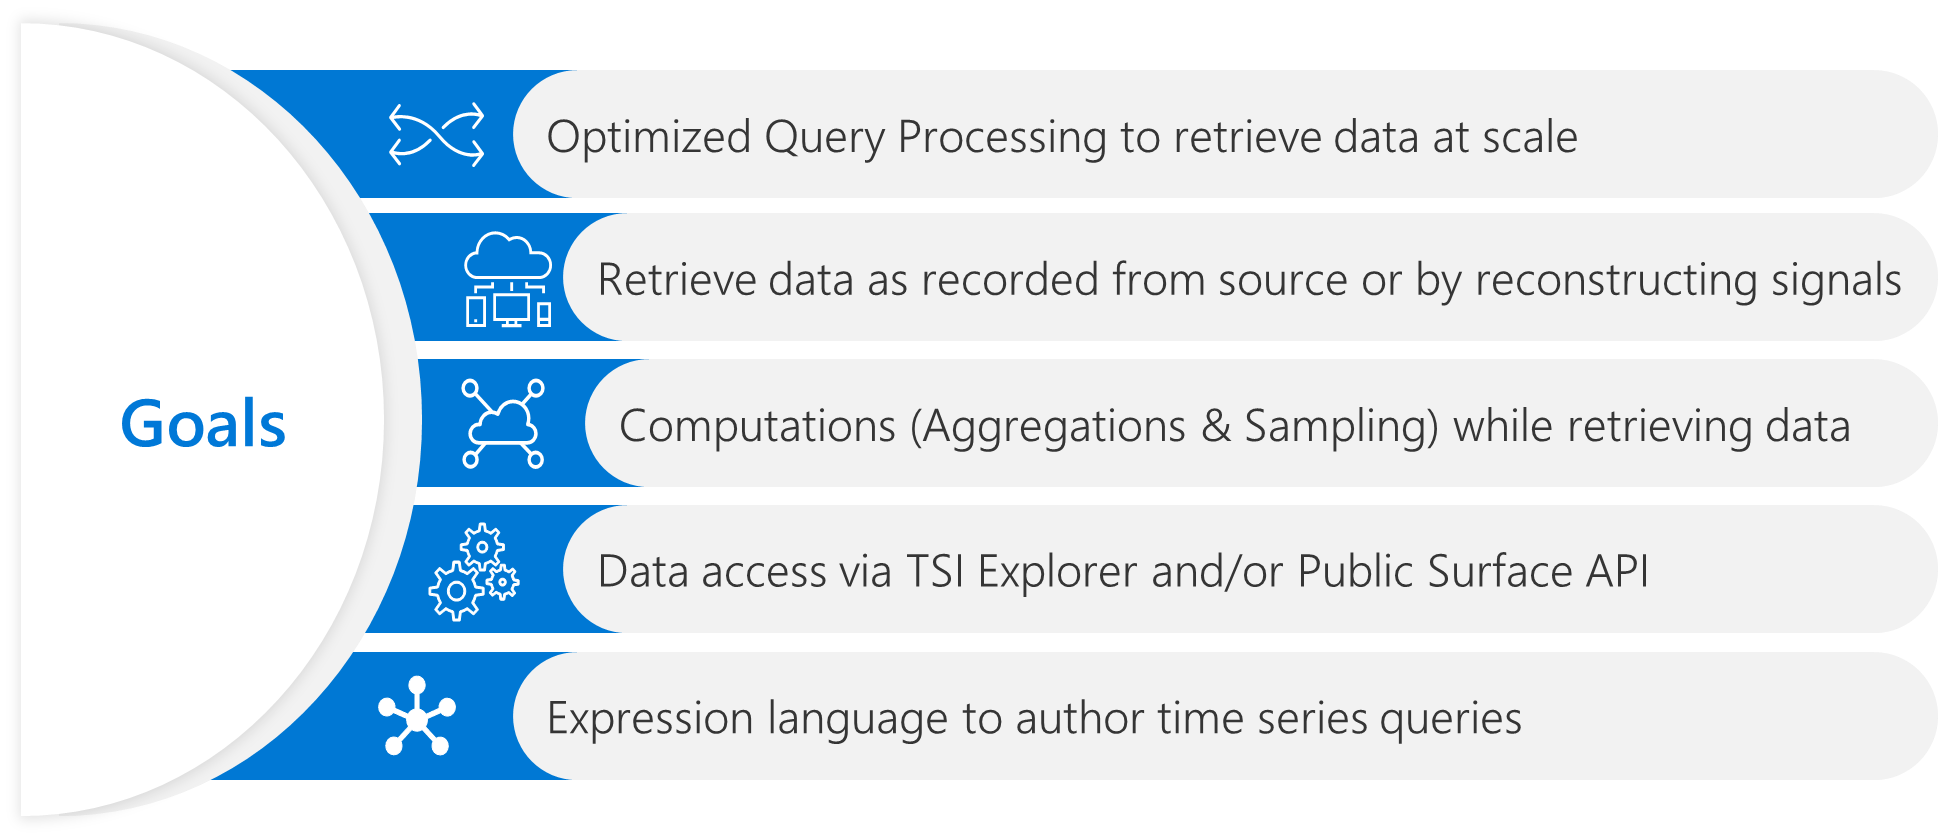 Goals
Optimized Query Processing to retrieve data at scale
Retrieve data as recorded from source or by reconstructing signals
Computations (Aggregations & Sampling) while retrieving data
Data access via TSI Explorer and/or Public Surface API
Expression language to author time series queries